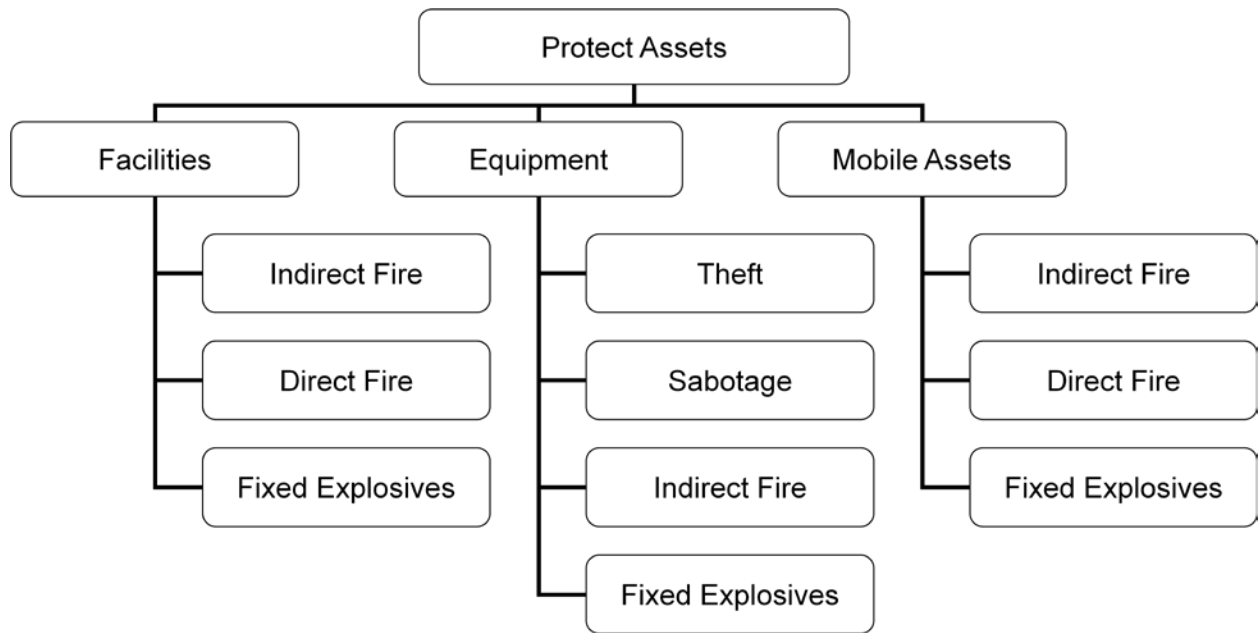 Protect Assets
Facilities
Equipment
Mobile Assets
Indirect Fire
Direct Fire
Fixed Explosives
Theft
Sabotage
Indirect Fire
Fixed Explosives
Indirect Fire
Direct Fire
Fixed Explosives